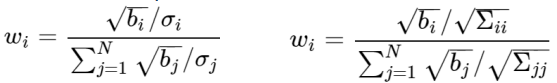 w_i = \frac{\sqrt{b_i}/\sigma_i}{\sum_{j=1}^{N} \sqrt{b_j}/\sigma_j} \qquad w_i = \frac{\sqrt{b_i}/\sqrt{\Sigma_{ii}}}{\sum_{j=1}^{N} \sqrt{b_j}/\sqrt{\Sigma_{jj}}}